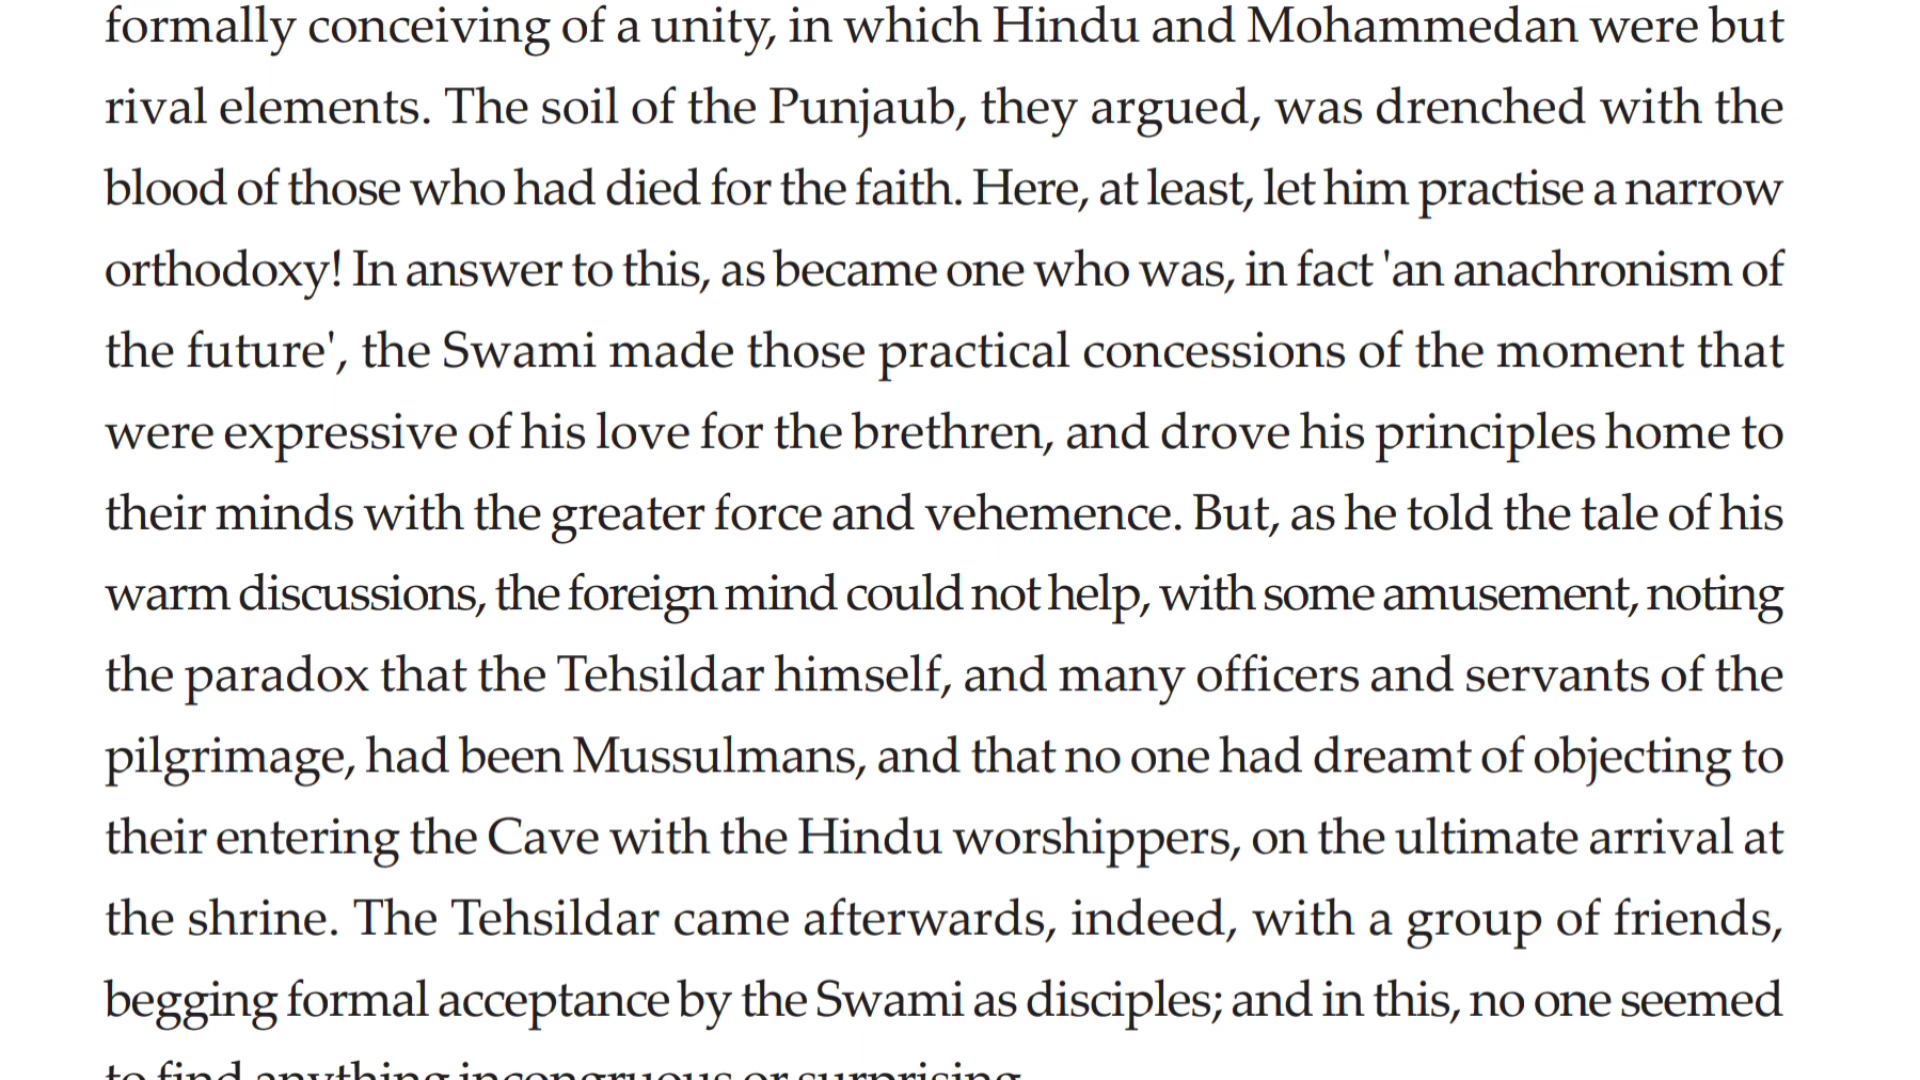 formally conceiving of a unity, in which Hindu and Mohammedan were but
rival elements. The soil of the Punjaub, they argued, was drenched with the
blood of those who had died for the faith. Here, at least, let him practise a narrow
orthodoxy! In answer to this, as became one who was, in fact 'an anachronism of
the future', the Swami made those practical concessions of the moment that
were expressive of his love for the brethren, and drove his principles home to
their minds with the greater force and vehemence. But, as he told the tale of his
warm discussions, the foreign mind could not help, with some amusement, noting
the paradox that the Tehsildar himself, and many officers and servants of the
pilgrimage, had been Mussulmans, and that no one had dreamt of objecting to
their entering the Cave with the Hindu worshippers, on the ultimate arrival at
the shrine. The Tehsildar came afterwards, indeed, with a group of friends,
begging formal acceptance by the Swami as disciples; and in this, no one seemed
to find anything incongruous or surprising.